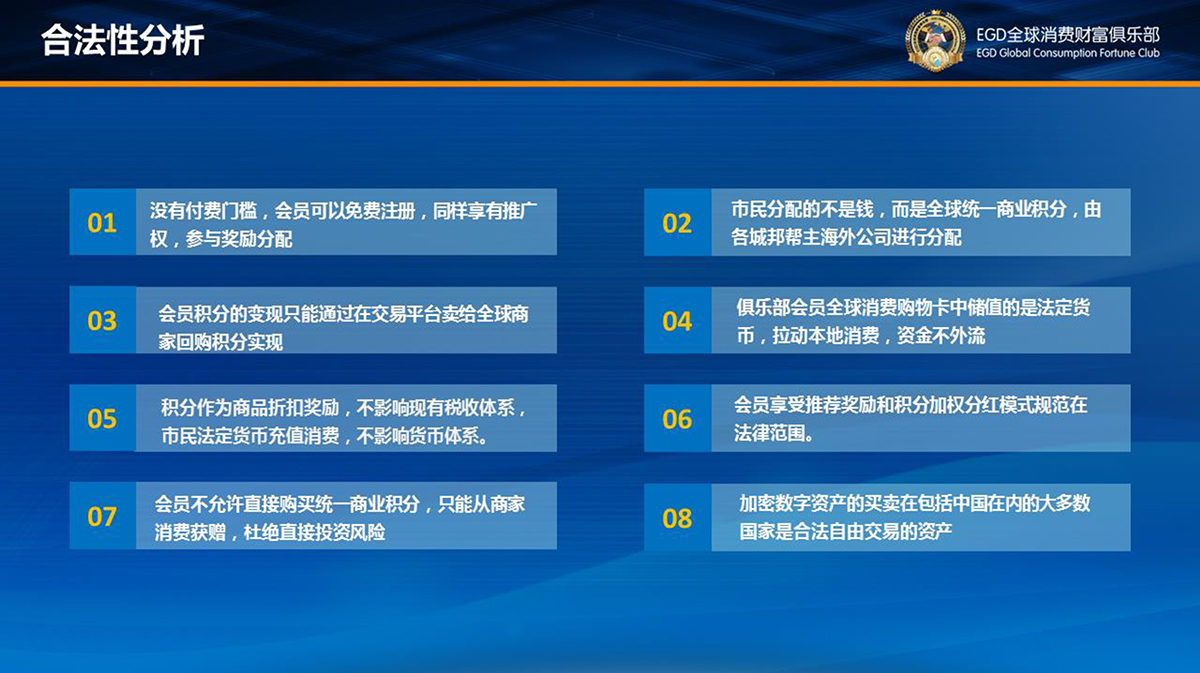 合法性分析
EGD全球消费财富俱乐部
EGD Global Consumption Fortune Club
01
没有付费门槛，会员可以免费注册，同样享有推广
权，参与奖励分配
02
市民分配的不是钱，而是全球统一商业积分，由
各城邦帮主海外公司进行分配
03
会员积分的变现只能通过在交易平台卖给全球商
家回购积分实现
04
俱乐部会员全球消费购物卡中储值的是法定货
币，拉动本地消费，资金不外流
05
积分作为商品折扣奖励，不影响现有税收体系，
市民法定货币充值消费，不影响货币体系。
06
会员享受推荐奖励和积分加权分红模式规范在
法律范围。
07
会员不允许直接购买统一商业积分，只能从商家
消费获赠，杜绝直接投资风险
08
加密数字资产的买卖在包括中国在内的大多数
国家是合法自由交易的资产